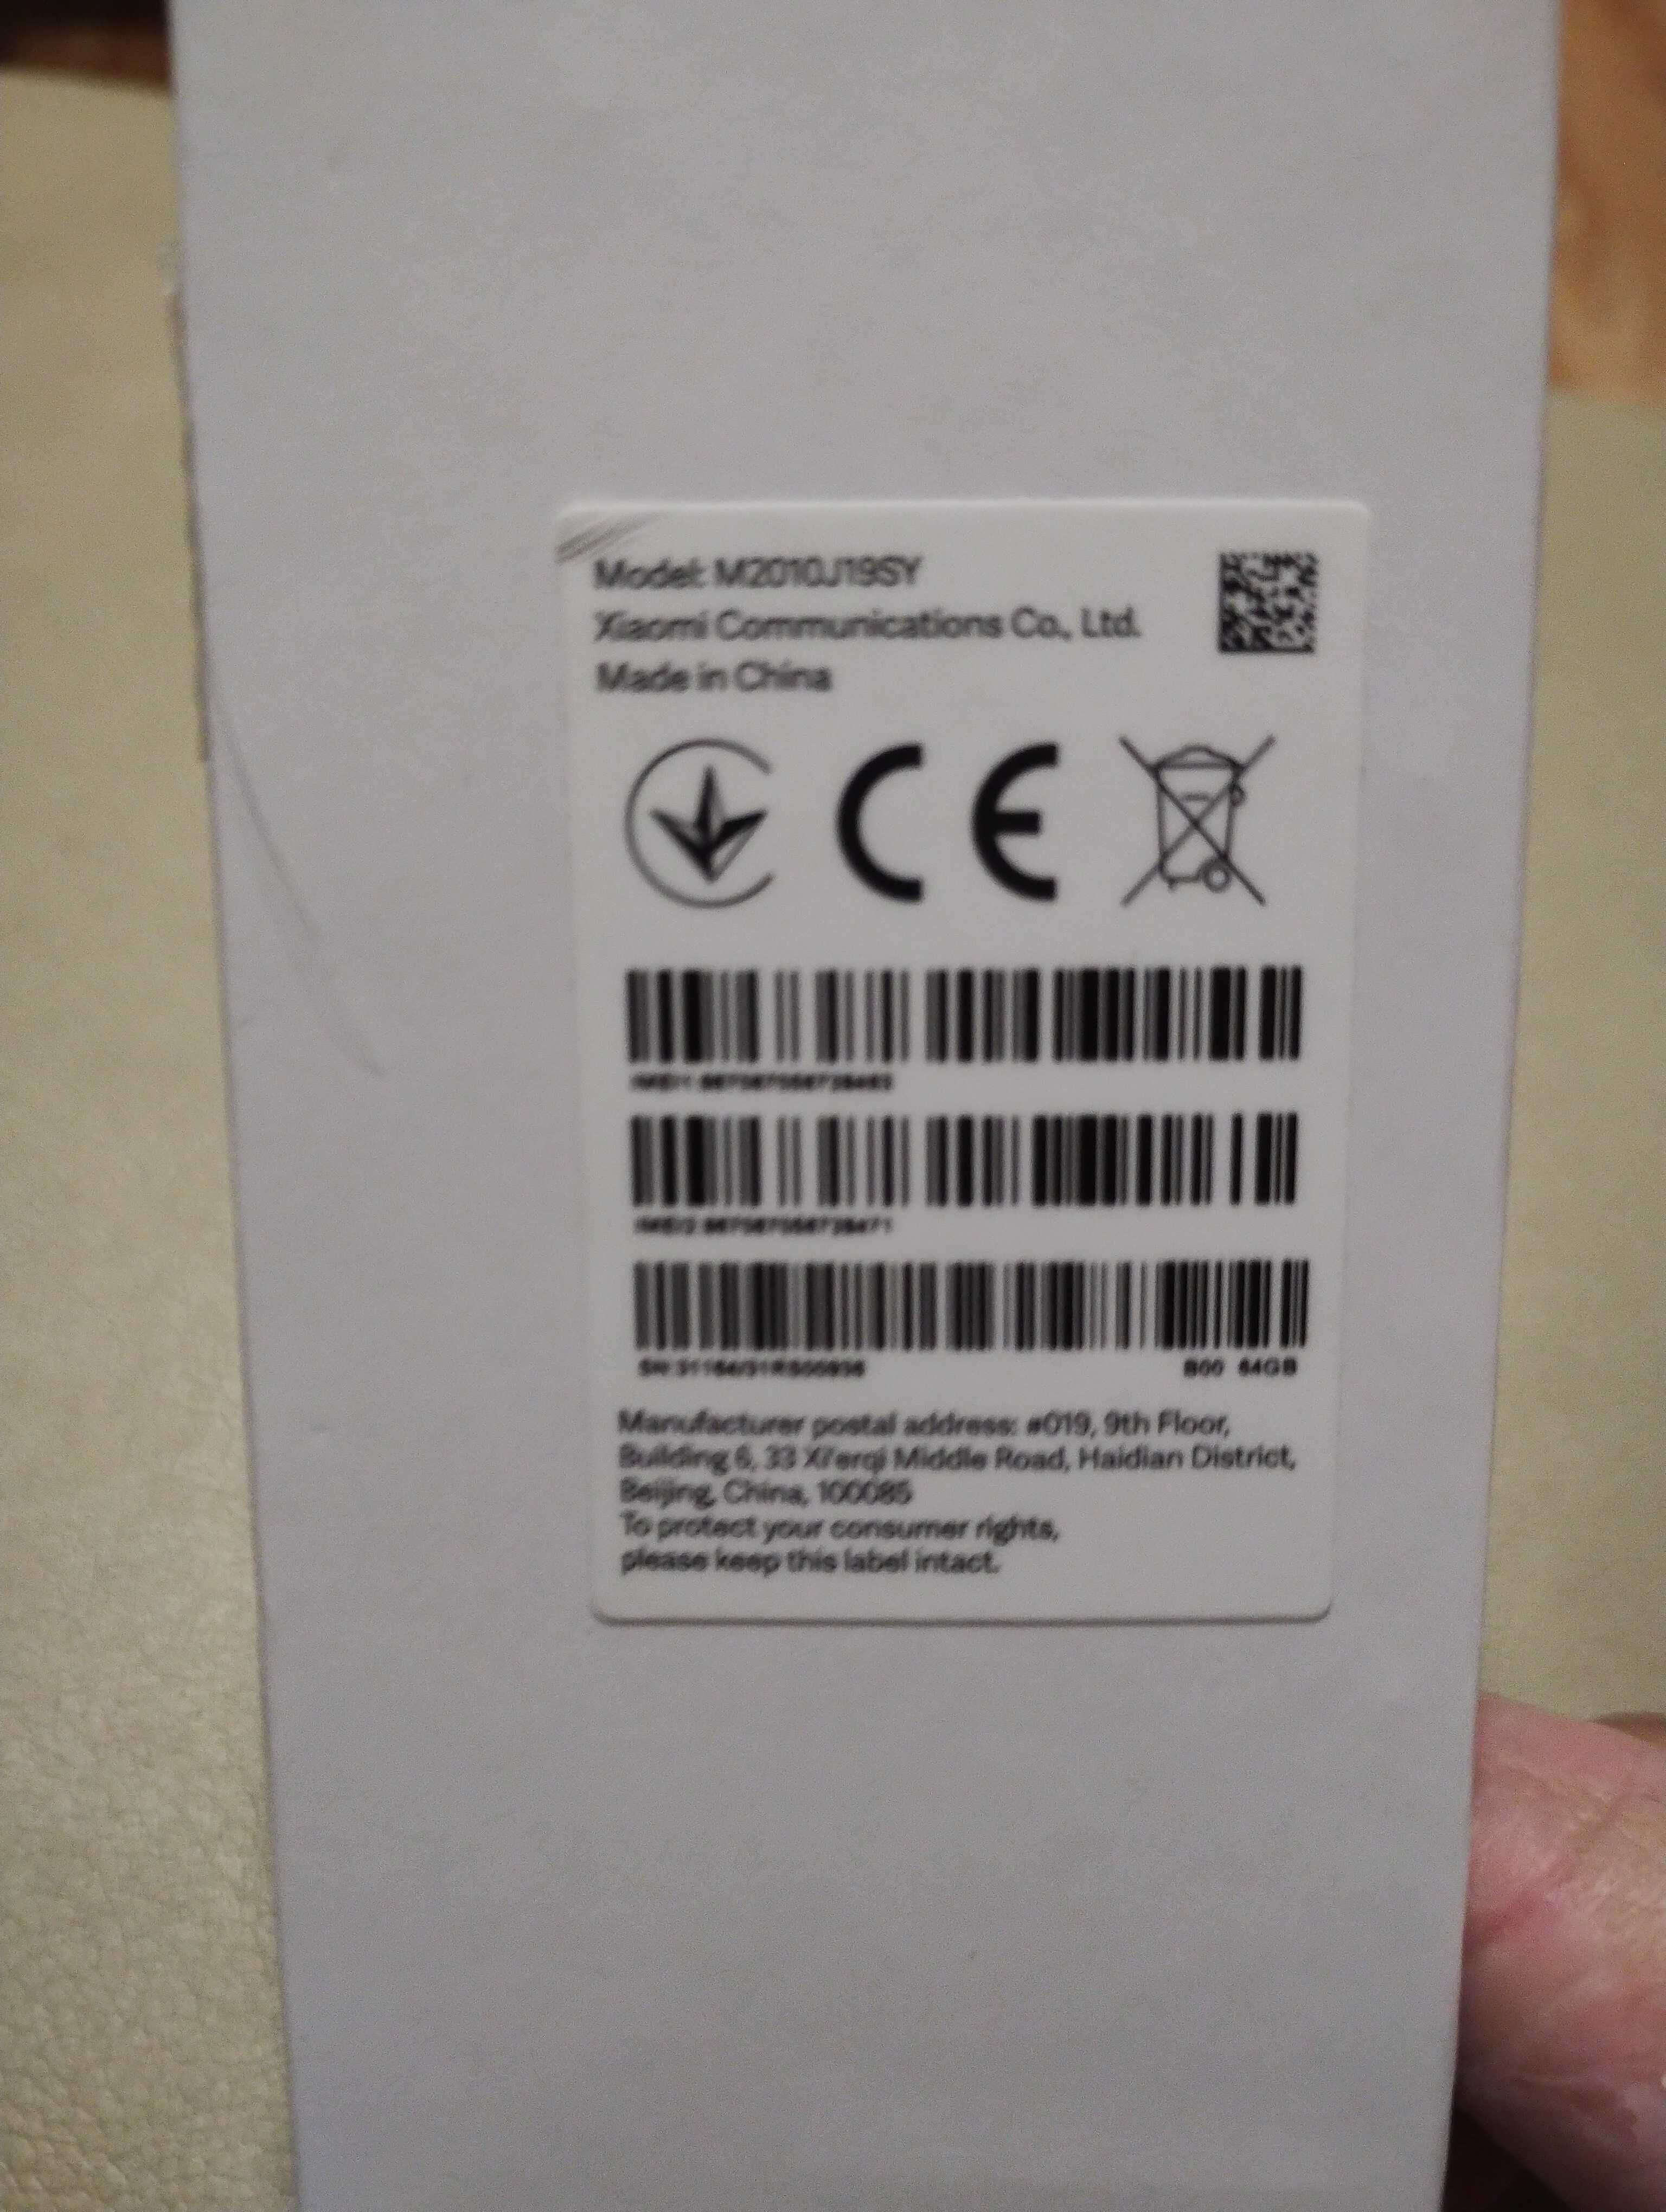 Model: M2010J19SY
Xiaomi Communications Co., Ltd.
Made in China
CE
B00 64GB
Manufacturer postal address: #019, 9th Floor,
Building 6, 33 Xi'erqi Middle Road, Haidian District,
Beijing, China, 100085
To protect your consumer rights,
please keep this label intact.